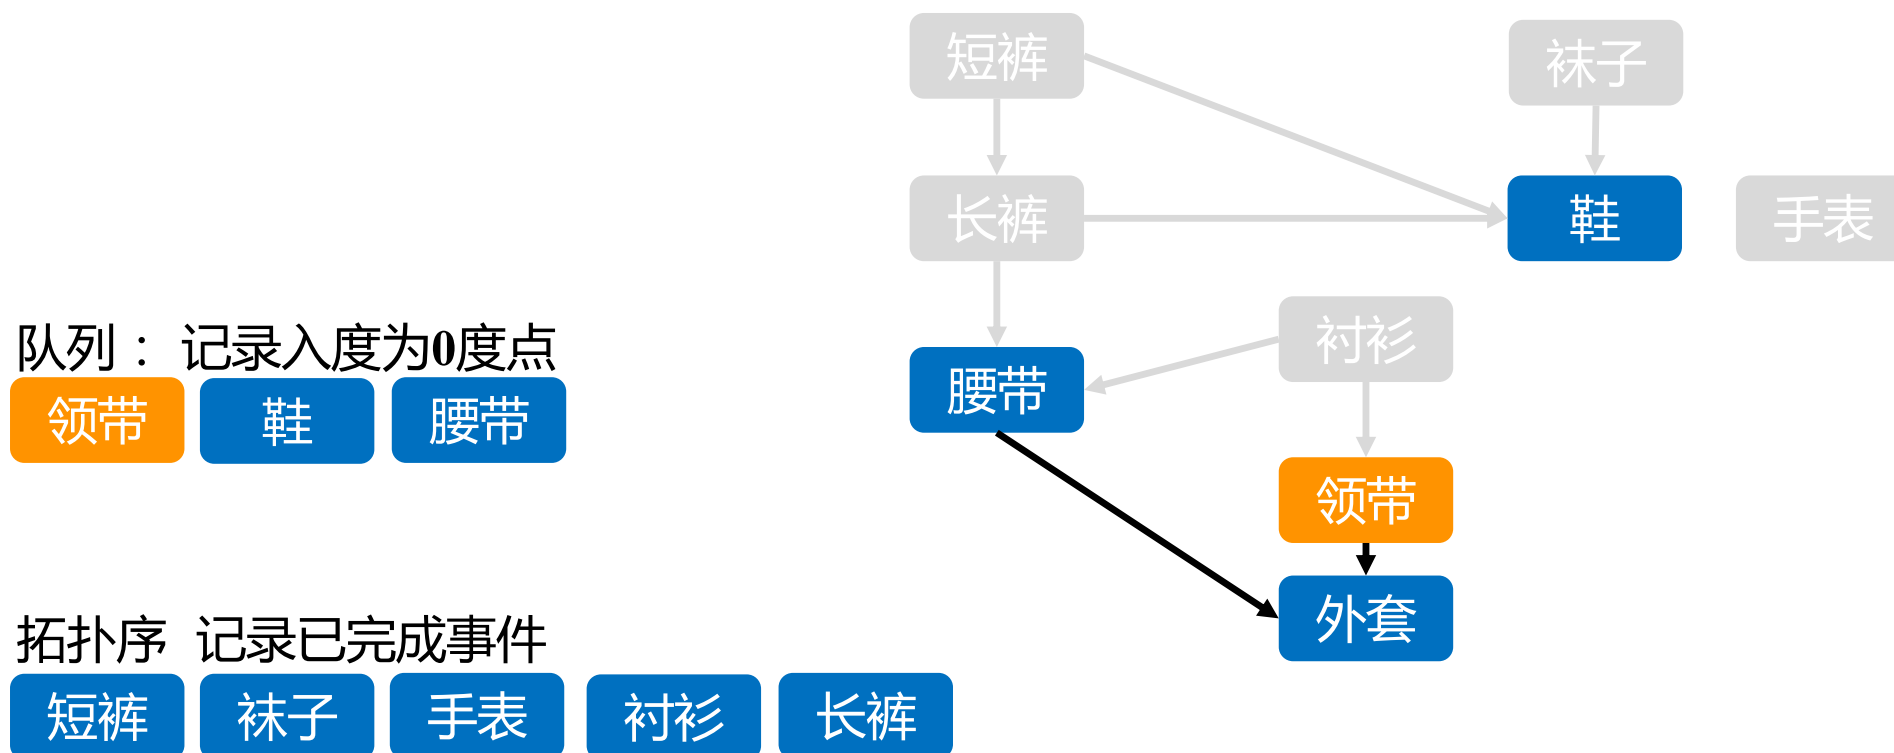 短裤
袜子
长裤
鞋
手表
衬衫
队列： 记录入度为0度点
腰带
领带
鞋
腰带
领带
外套
拓扑序 记录已完成事件
短裤
袜子
手表
衬衫
长裤